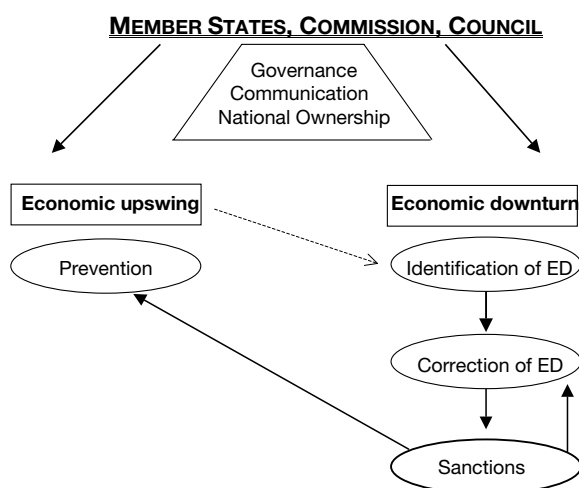 MEMBER STATES, COMMISSION, COUNCIL
Governance
Communication
National Ownership
Economic upswing
Economic downturn
Prevention
Identification of ED
Correction of ED
Sanctions